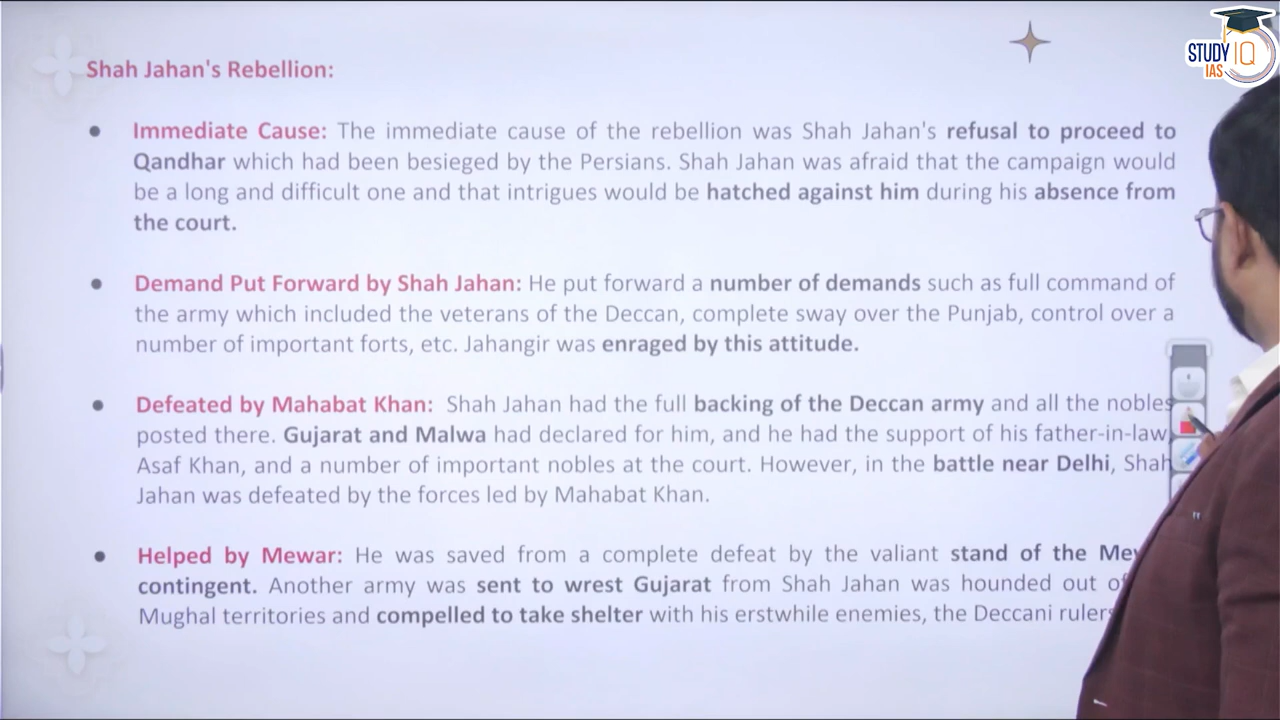 STUDY IQ
IAS
Shah Jahan's Rebellion:
● Immediate Cause: The immediate cause of the rebellion was Shah Jahan's refusal to proceed to
Qandhar which had been besieged by the Persians. Shah Jahan was afraid that the campaign would
be a long and difficult one and that intrigues would be hatched against him during his absence from
the court.
● Demand Put Forward by Shah Jahan: He put forward a number of demands such as full command of
the army which included the veterans of the Deccan, complete sway over the Punjab, control over a
number of important forts, etc. Jahangir was enraged by this attitude.
● Defeated by Mahabat Khan: Shah Jahan had the full backing of the Deccan army and all the nobles
posted there. Gujarat and Malwa had declared for him, and he had the support of his father-in-law
Asaf Khan, and a number of important nobles at the court. However, in the battle near Delhi, Shah
Jahan was defeated by the forces led by Mahabat Khan.
● Helped by Mewar: He was saved from a complete defeat by the valiant stand of the
contingent. Another army was sent to wrest Gujarat from Shah Jahan was hounded out
Mughal territories and compelled to take shelter with his erstwhile enemies, the Deccani rulers